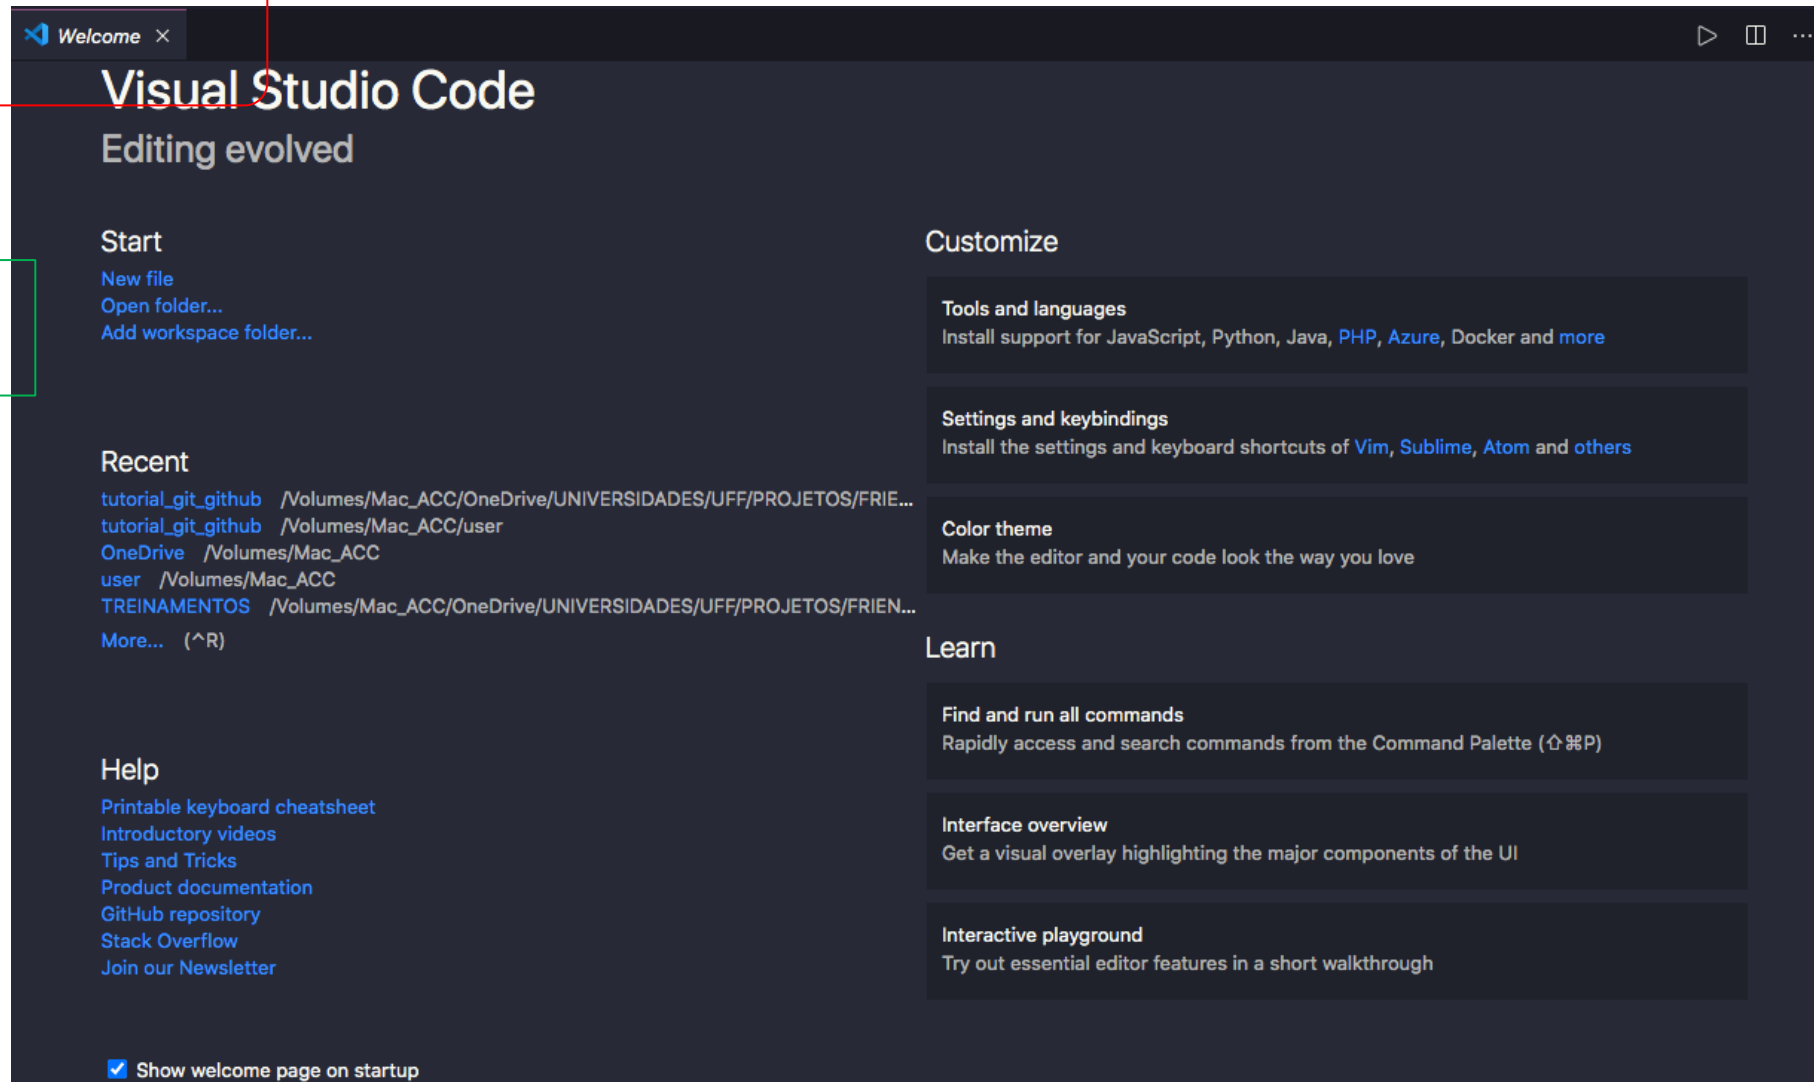 Welcome
Visual Studio Code
Editing evolved
Start
New file
Open folder...
Add workspace folder...
Recent
tutorial_git_github /Volumes/Mac_ACC/OneDrive/UNIVERSIDADES/UFF/PROJETOS/FRIE...
tutorial_git_github /Volumes/Mac_ACC/user
OneDrive /Volumes/Mac_ACC
user /Volumes/Mac_ACC
TREINAMENTOS /Volumes/Mac_ACC/OneDrive/UNIVERSIDADES/UFF/PROJETOS/FRIEN...
More... (^R)
Help
Printable keyboard cheatsheet
Introductory videos
Tips and Tricks
Product documentation
GitHub repository
Stack Overflow
Join our Newsletter
Show welcome page on startup
Customize
Tools and languages
Install support for JavaScript, Python, Java, PHP, Azure, Docker and more
Settings and keybindings
Install the settings and keyboard shortcuts of Vim, Sublime, Atom and others
Color theme
Make the editor and your code look the way you love
Learn
Find and run all commands
Rapidly access and search commands from the Command Palette (⇧⌘P)
Interface overview
Get a visual overlay highlighting the major components of the UI
Interactive playground
Try out essential editor features in a short walkthrough